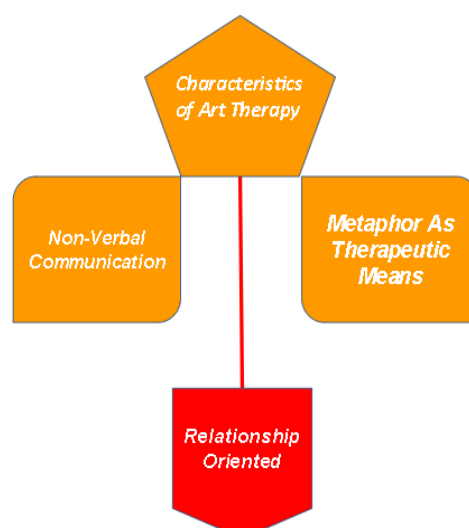 Characteristics
of Art Therapy
Non-Verbal
Communication
Metaphor As
Therapeutic
Means
Relationship
Oriented